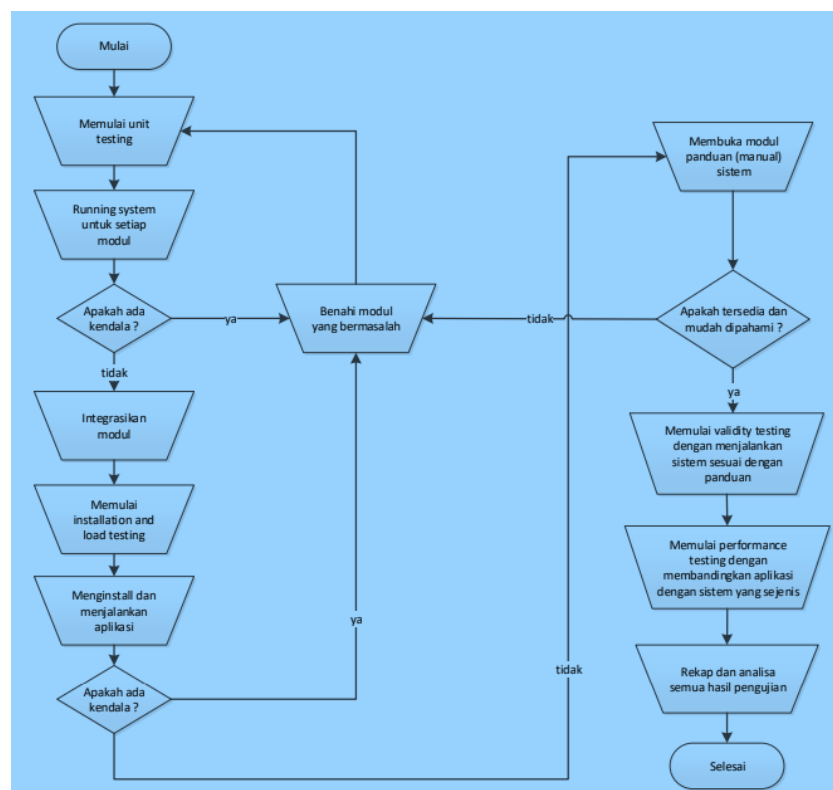 Mulai
Memulai unit
testing
Running system
untuk setiap
modul
Apakah ada
kendala ?
ya
tidak
Benahi modul
yang bermasalah
Integrasikan
modul
Memulai
installation and
load testing
Menginstall dan
menjalankan
aplikasi
Apakah ada
kendala ?
ya
tidak
Membuka modul
panduan (manual)
sistem
Apakah tersedia dan
mudah dipahami ?
tidak
ya
Memulai validity testing
dengan menjalankan
sistem sesuai dengan
panduan
Memulai performance
testing dengan
membandingkan aplikasi
dengan sistem yang sejenis
Rekap dan analisa
semua hasil pengujian
Selesai